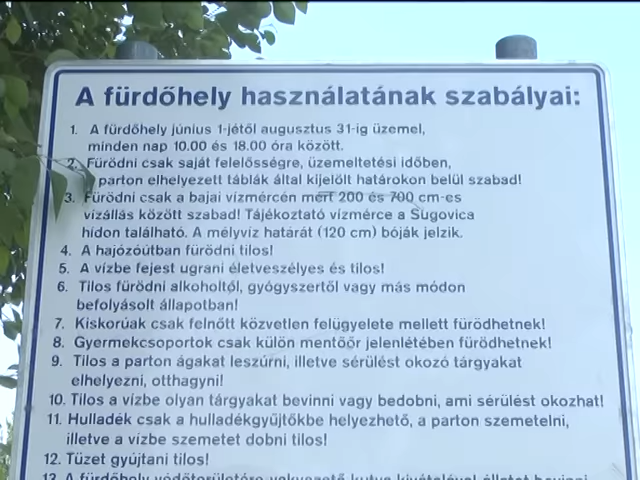 A fürdőhely használatának szabályai:
1. A fürdőhely június 1-jétől augusztus 31-ig üzemel,
minden nap 10.00 és 18.00 óra között.
2. Fürödni csak saját felelősségre, üzemeltetési időben,
a parton elhelyezett táblák által kijelölt határokon belül szabad!
3. Fürödni csak a bajai vízmércén mért 200 és 700 cm-es
vízállás között szabad! Tájékoztató vízmérce a Sugovica
hídon található. A mélyvíz határát (120 cm) bóják jelzik.
4. A hajózóútban fürödni tilos!
5. A vízbe fejest ugrani életveszélyes és tilos!
6. Tilos fürödni alkoholtól, gyógyszertől vagy más módon
befolyásolt állapotban!
7. Kiskorúak csak felnőtt közvetlen felügyelete mellett fürödhetnek!
8. Gyermekcsoportok csak külön mentőőr jelenlétében fürödhetnek!
9. Tilos a parton ágakat leszúrni, illetve sérülést okozó tárgyakat
elhelyezni, otthagyni!
10. Tilos a vízbe olyan tárgyakat bevinni vagy bedobni, ami sérülést okozhat!
11. Hulladék csak a hulladékgyűjtőkbe helyezhető, a parton szemetelni,
illetve a vízbe szemetet dobni tilos!
12. Tüzet gyújtani tilos!
13. A fürdőhely védőterületére vakvezető kutya kivételével állatot bevinni